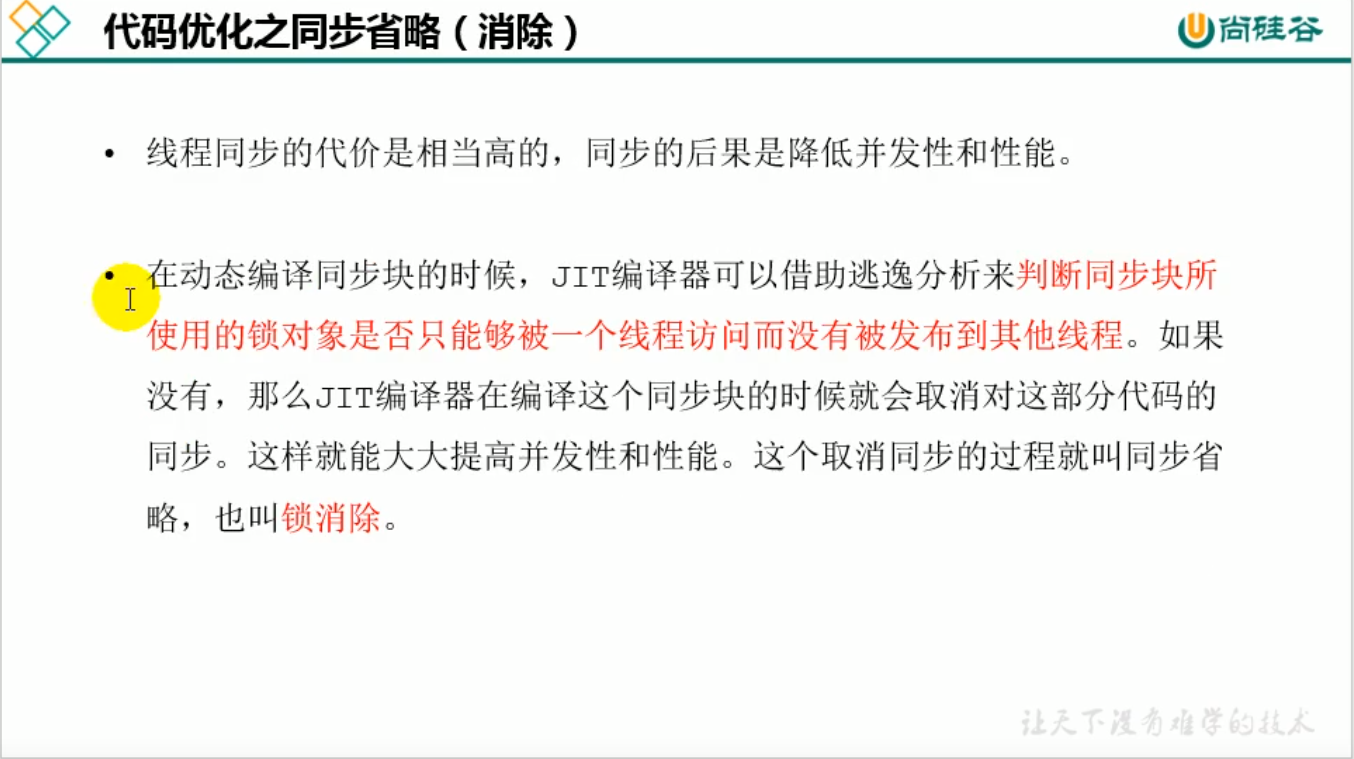 代码优化之同步省略（消除）
尚硅谷
• 线程同步的代价是相当高的，同步的后果是降低并发性和性能。
• 在动态编译同步块的时候，JIT编译器可以借助逃逸分析来判断同步块所
使用的锁对象是否只能够被一个线程访问而没有被发布到其他线程。如果
没有，那么JIT编译器在编译这个同步块的时候就会取消对这部分代码的
同步。这样就能大大提高并发性和性能。这个取消同步的过程就叫同步省
略，也叫锁消除。
让天下没有难学的技术